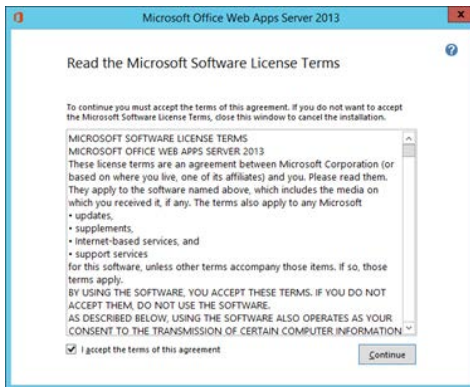 Microsoft Office Web Apps Server 2013
x
?
Read the Microsoft Software License Terms
To continue you must accept the terms of this agreement. If you do not want to accept
the Microsoft Software License Terms, close this window to cancel the installation.
MICROSOFT SOFTWARE LICENSE TERMS
MICROSOFT OFFICE WEB APPS SERVER 2013
These license terms are an agreement between Microsoft Corporation (or
based on where you live, one of its affiliates) and you. Please read them.
They apply to the software named above, which includes the media on
which you received it, if any. The terms also apply to any Microsoft
• updates,
• supplements,
• Internet-based services, and
• support services
for this software, unless other terms accompany those items. If so, those
terms apply.
BY USING THE SOFTWARE, YOU ACCEPT THESE TERMS. IF YOU DO NOT
ACCEPT THEM, DO NOT USE THE SOFTWARE.
AS DESCRIBED BELOW, USING THE SOFTWARE ALSO OPERATES AS YOUR
CONSENT TO THE TRANSMISSION OF CERTAIN COMPUTER INFORMATION
I accept the terms of this agreement
Continue